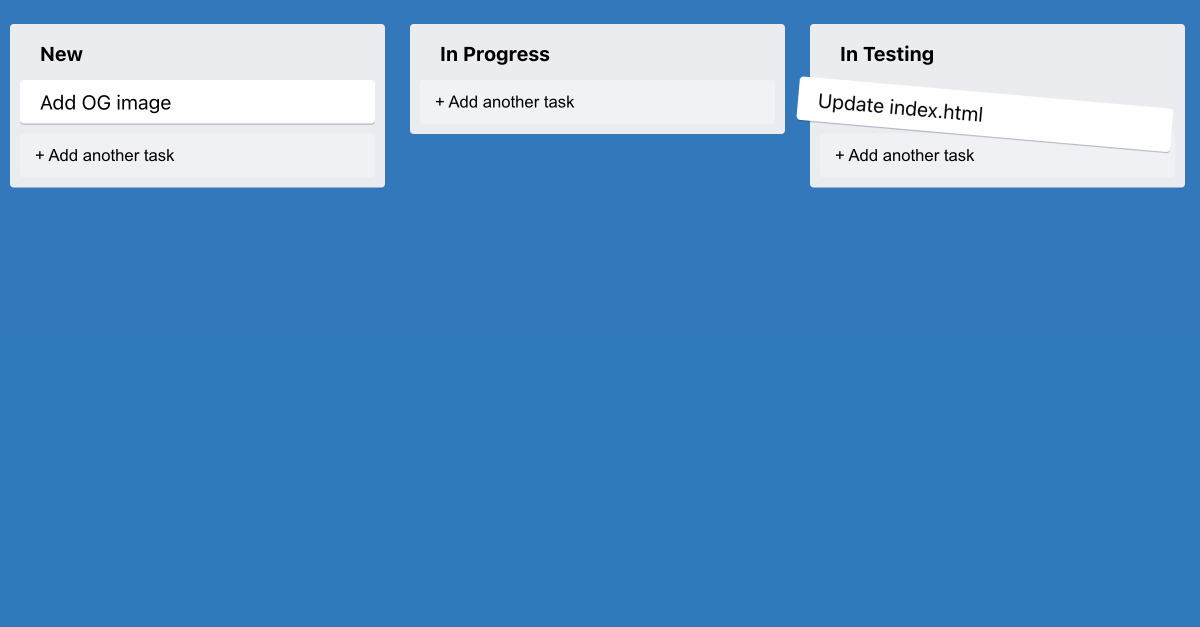 New
Add OG image
+ Add another task
In Progress
+ Add another task
In Testing
Update index.html
+ Add another task